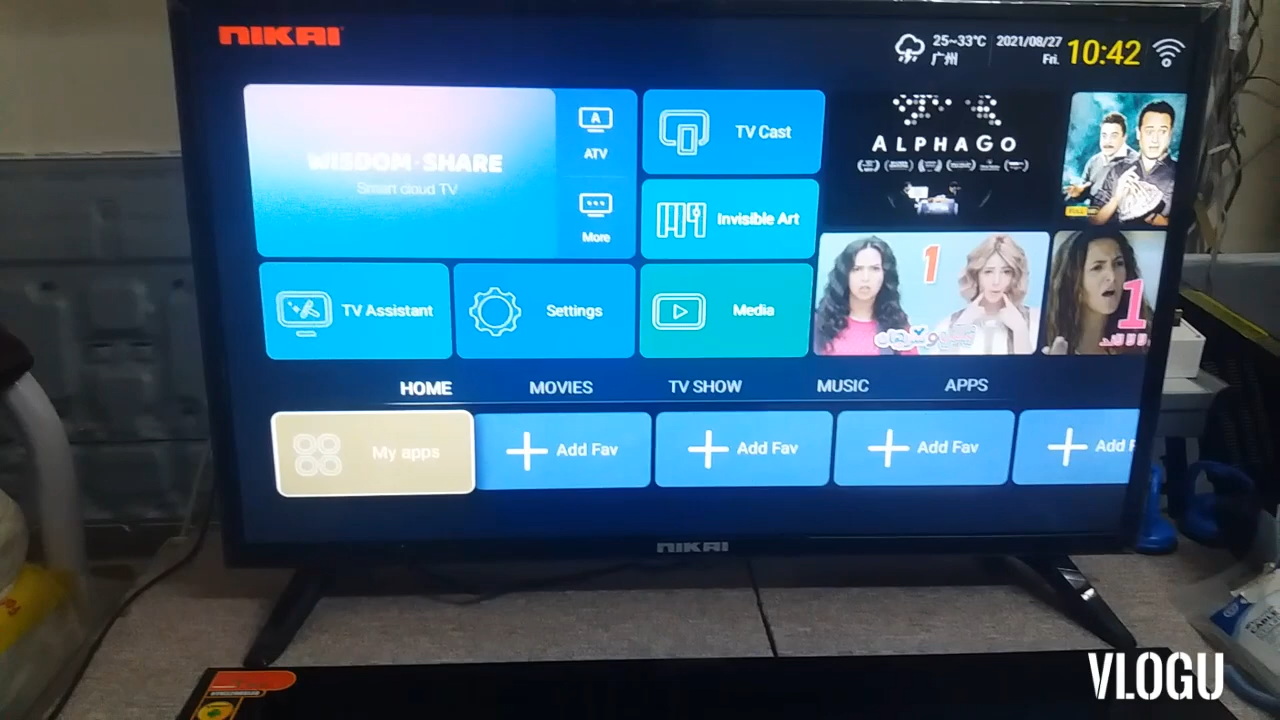 NIKAI
25~33℃
广州
2021/08/27
Fri.
10:42
WISDOM SHARE
Smart cloud TV
A
ATV
More
TV Cast
Invisible Art
ALPHAGO
TV Assistant
Settings
Media
1
1
HOME
MOVIES
TV SHOW
MUSIC
APPS
My apps
Add Fav
Add Fav
Add Fav
Add F
NIKAI
VLOGU